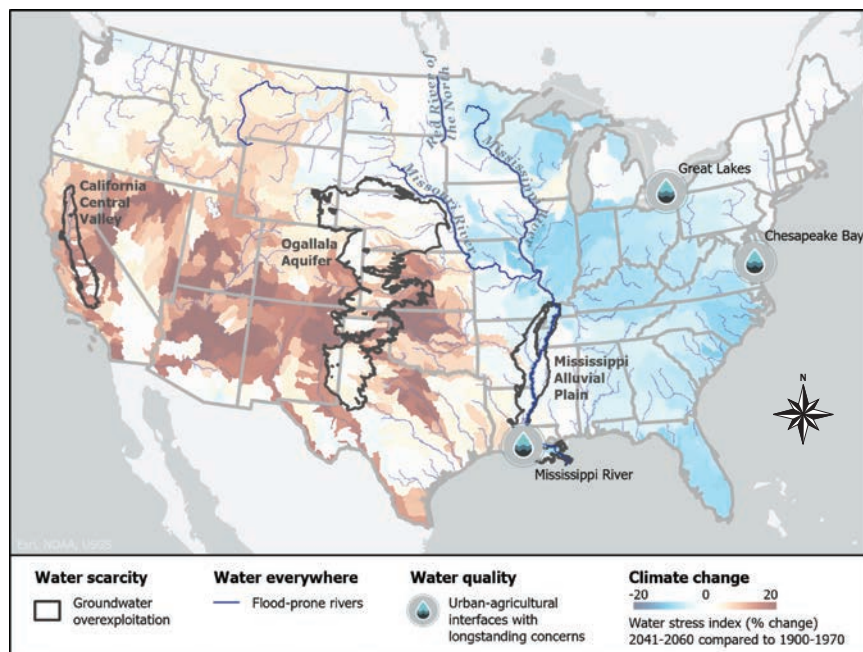 Red River of
the North
Mississippi River
Great Lakes
California
Central
Valley
Missouri River
Chesapeake Bay
Ogallala
Aquifer
Mississippi
Alluvial
Plain
N
Mississippi River
Esri, NOAA, USGS
Water scarcity
Groundwater
overexploitation
Water everywhere
Flood-prone rivers
Water quality
Urban-agricultural
interfaces with
longstanding concerns
Climate change
-20 0 20
Water stress index (% change)
2041-2060 compared to 1900-1970